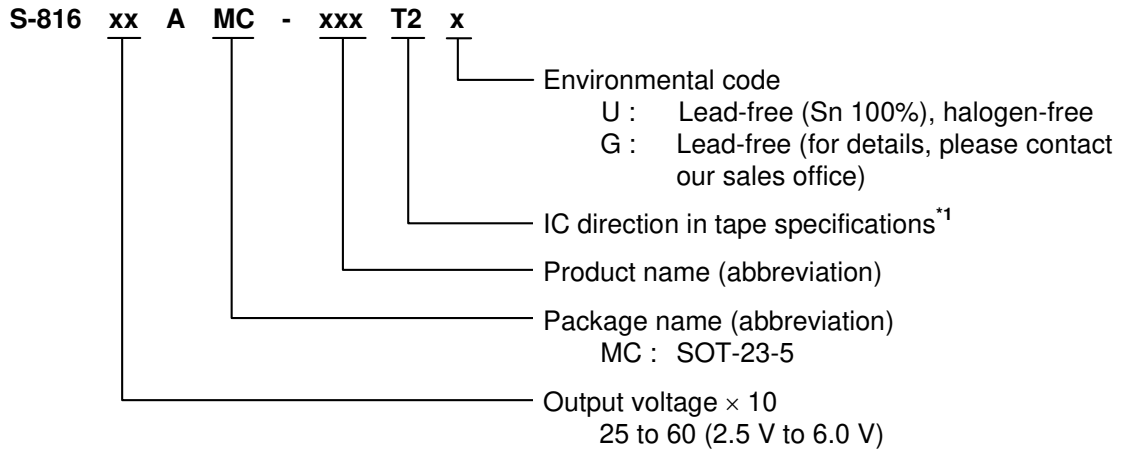 S-816 xx A MC - xxx T2 x
Environmental code
U : Lead-free (Sn 100%), halogen-free
G : Lead-free (for details, please contact
our sales office)
IC direction in tape specifications*1
Product name (abbreviation)
Package name (abbreviation)
MC : SOT-23-5
Output voltage × 10
25 to 60 (2.5 V to 6.0 V)